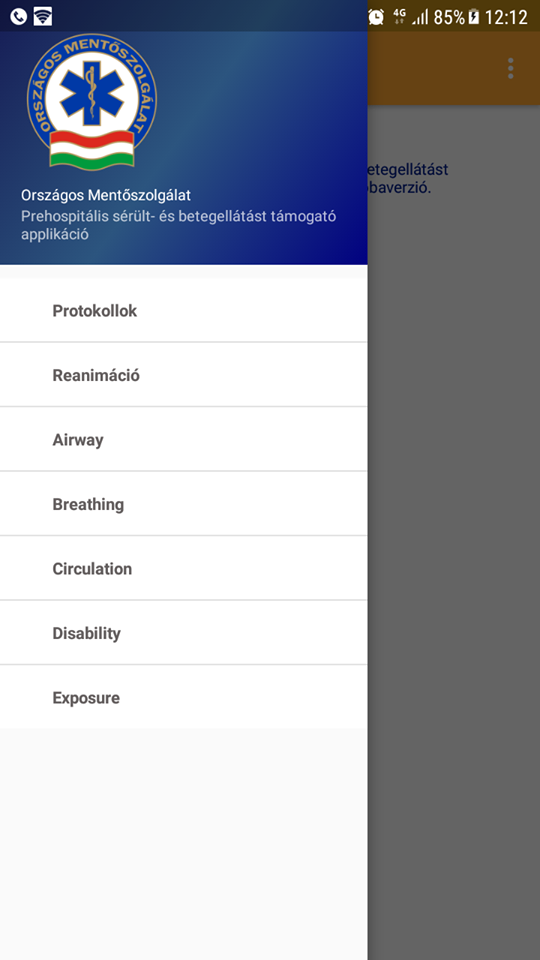 4G 85% 12:12
ORSZÁGOS MENTŐSZOLGÁLAT
Országos Mentőszolgálat
Prehospitális sérült- és betegellátást támogató
applikáció
etegellátást
óbaverzió.
Protokollok
Reanimáció
Airway
Breathing
Circulation
Disability
Exposure